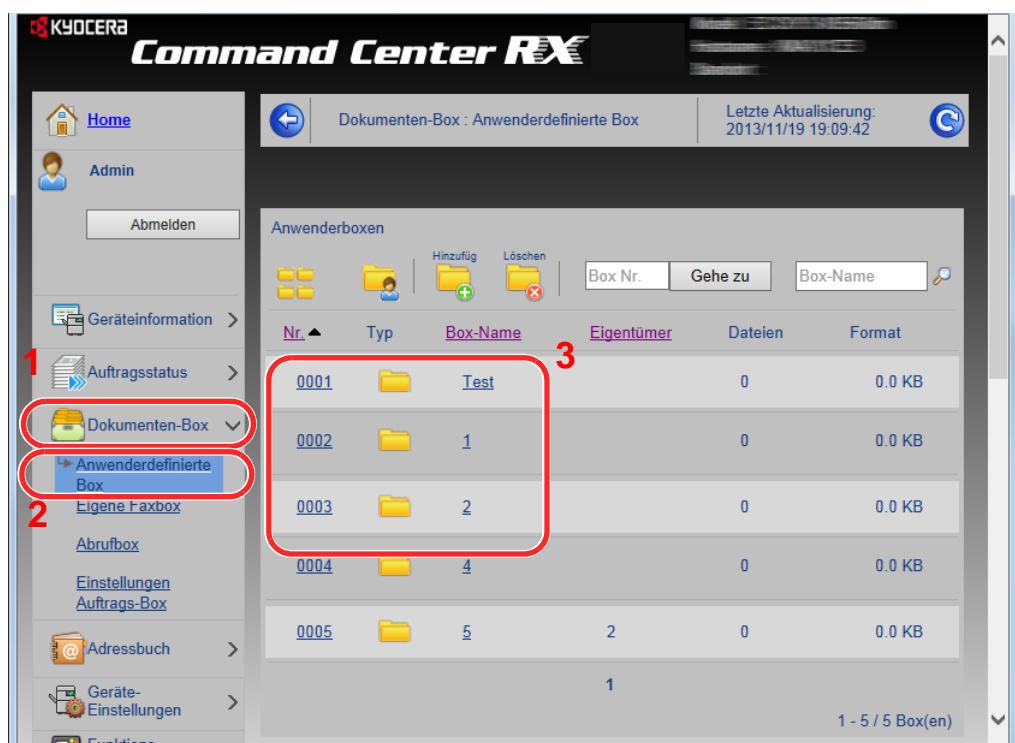 KYOCERA
Command Center RX
Home
Admin
Abmelden
Geräteinformation
1
Auftragsstatus
Dokumenten-Box
Anwenderdefinierte
Box
2
Eigene Faxbox
Abrufbox
Einstellungen
Auftrags-Box
Adressbuch
Geräte-
Einstellungen
Funktions
Dokumenten-Box : Anwenderdefinierte Box
Letzte Aktualisierung:
2013/11/19 19:09:42
Anwenderboxen
Hinzufüg Löschen
Box Nr. Gehe zu Box-Name
Nr. Typ Box-Name Eigentümer Dateien Format
3
0001 Test 0 0.0 KB
0002 1 0 0.0 KB
0003 2 0 0.0 KB
0004 4 0 0.0 KB
0005 5 2 0 0.0 KB
1
1 - 5 / 5 Box(en)